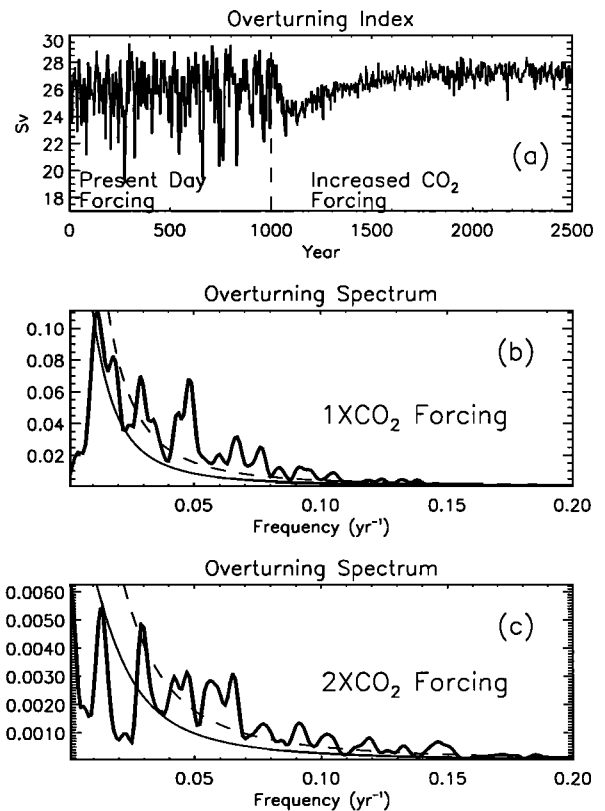 Overturning Index
30
28
26
24
22
20
18
Sv
(a)
Present Day
Forcing
Increased CO₂
Forcing
0 500 1000 1500 2000 2500
Year
Overturning Spectrum
0.10
0.08
0.06
0.04
0.02
(b)
1XCO₂ Forcing
0.05 0.10 0.15 0.20
Frequency (yr⁻¹)
Overturning Spectrum
0.0060
0.0050
0.0040
0.0030
0.0020
0.0010
(c)
2XCO₂ Forcing
0.05 0.10 0.15 0.20
Frequency (yr⁻¹)